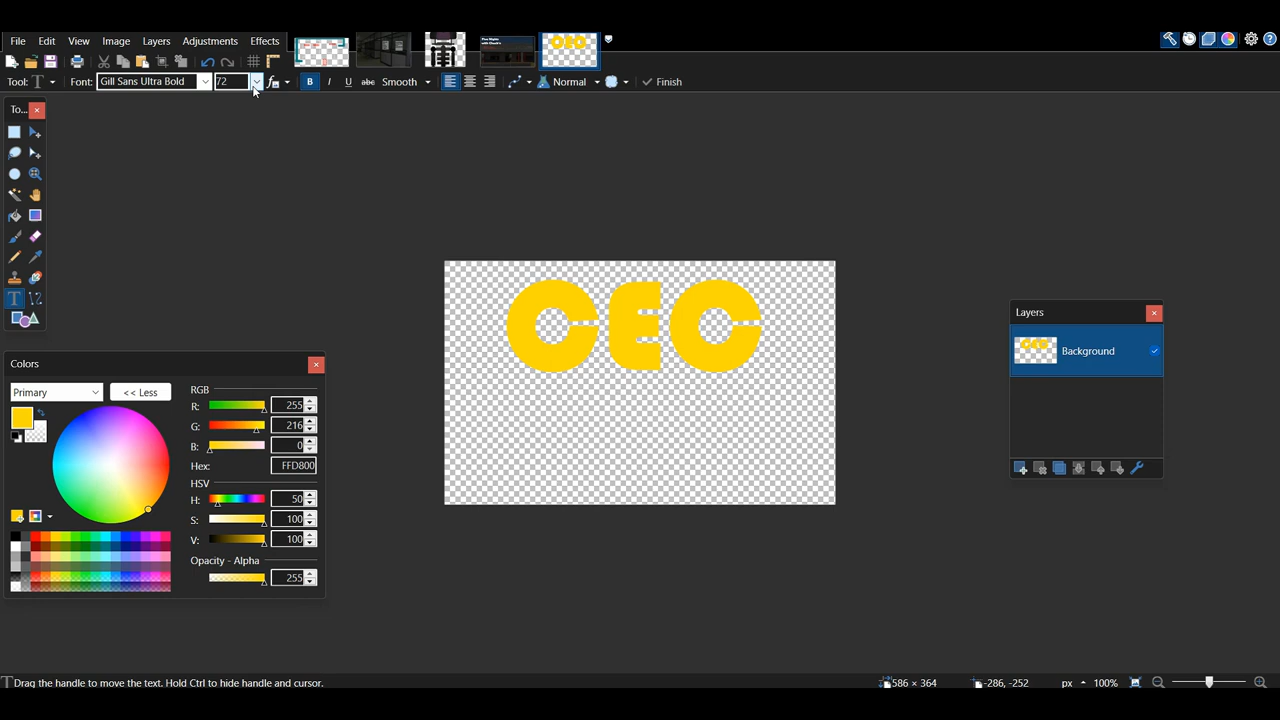 File Edit View Image Layers Adjustments Effects
Tool: T Font: Gill Sans Ultra Bold 72 B I U abc Smooth Normal Finish
To...
CEC
Layers
Background
Colors
Primary << Less
RGB
R: 255
G: 216
B: 0
Hex: FFD800
HSV
H: 50
S: 100
V: 100
Opacity - Alpha
255
Drag the handle to move the text. Hold Ctrl to hide handle and cursor. 586 × 364 -286, -252 px 100%